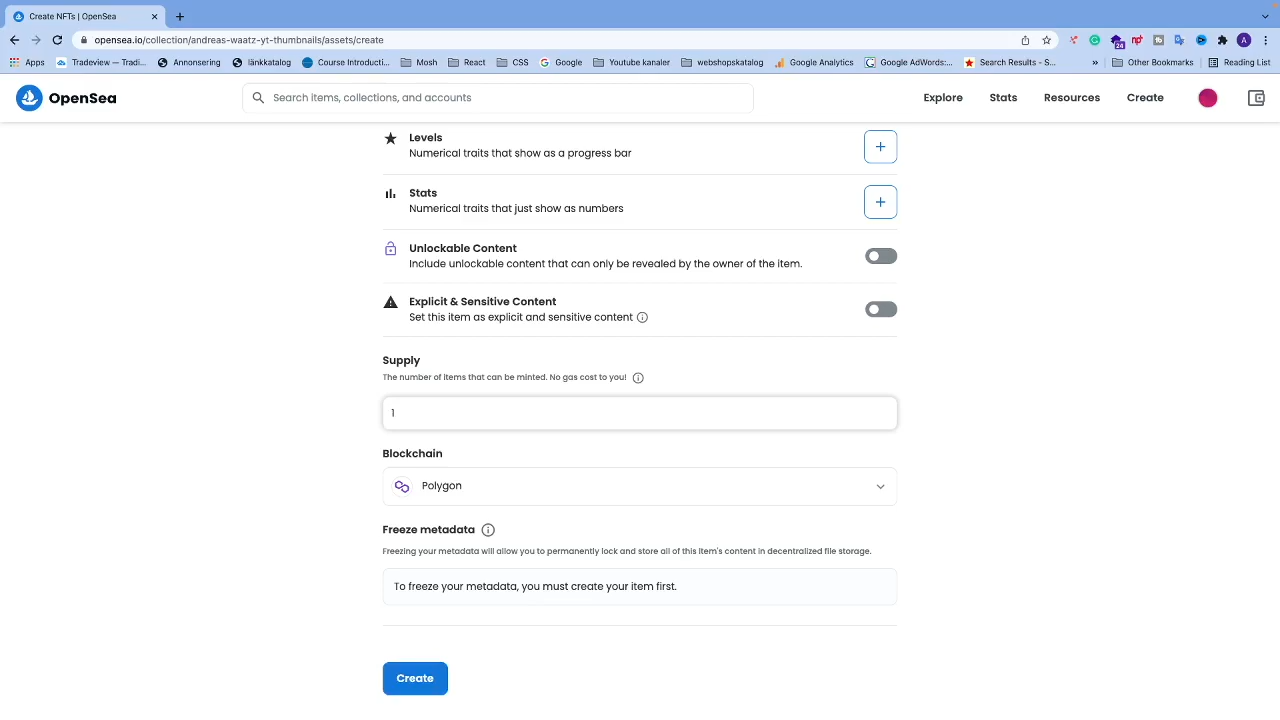 Create NFTs | OpenSea
opensea.io/collection/andreas-waatz-yt-thumbnails/assets/create
24
A
Apps
Tradeview — Tradi...
Annonsering
länkkatalog
Course Introducti...
Mosh
React
CSS
Google
Youtube kanaler
webshopskatalog
Google Analytics
Google AdWords:...
Search Results - S...
»
Other Bookmarks
Reading List
OpenSea
Search items, collections, and accounts
Explore
Stats
Resources
Create
Levels
Numerical traits that show as a progress bar
Stats
Numerical traits that just show as numbers
Unlockable Content
Include unlockable content that can only be revealed by the owner of the item.
Explicit & Sensitive Content
Set this item as explicit and sensitive content
Supply
The number of items that can be minted. No gas cost to you!
1
Blockchain
Polygon
Freeze metadata
Freezing your metadata will allow you to permanently lock and store all of this item's content in decentralized file storage.
To freeze your metadata, you must create your item first.
Create